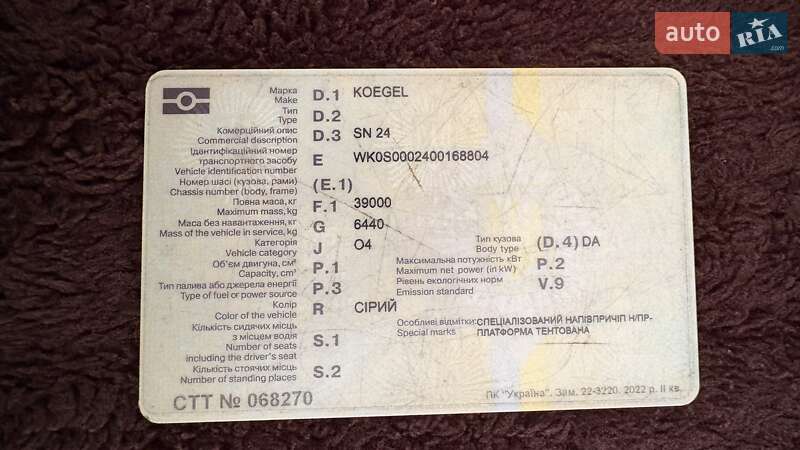 auto RIA.com
Марка
Make D.1 KOEGEL
Тип
Type D.2
Комерційний опис
Commercial description D.3 SN 24
Ідентифікаційний номер
транспортного засобу
Vehicle identification number E WK0S0002400168804
Номер шасі (кузова, рами)
Chassis number (body, frame) (E.1)
Повна маса, кг
Maximum mass, kg F.1 39000
Маса без навантаження, кг
Mass of the vehicle in service, kg G 6440
Категорія
Vehicle category J O4
Тип кузова
Body type (D.4) DA
Об'єм двигуна, см³
Capacity, cm³ P.1
Максимальна потужність кВт
Maximum net power (in kW) P.2
Тип палива або джерела енергії
Type of fuel or power source P.3
Рівень екологічних норм
Emission standard V.9
Колір
Color of the vehicle R СІРИЙ
Особливі відмітки: СПЕЦІАЛІЗОВАНИЙ НАПІВПРИЧІП Н/ПР-
Special marks ПЛАТФОРМА ТЕНТОВАНА
Кількість сидячих місць
з місцем водія
Number of seats
including the driver's seat S.1
Кількість стоячих місць
Number of standing places S.2
СТТ № 068270
ПК "Україна". Зам. 22-3220. 2022 р. II кв.